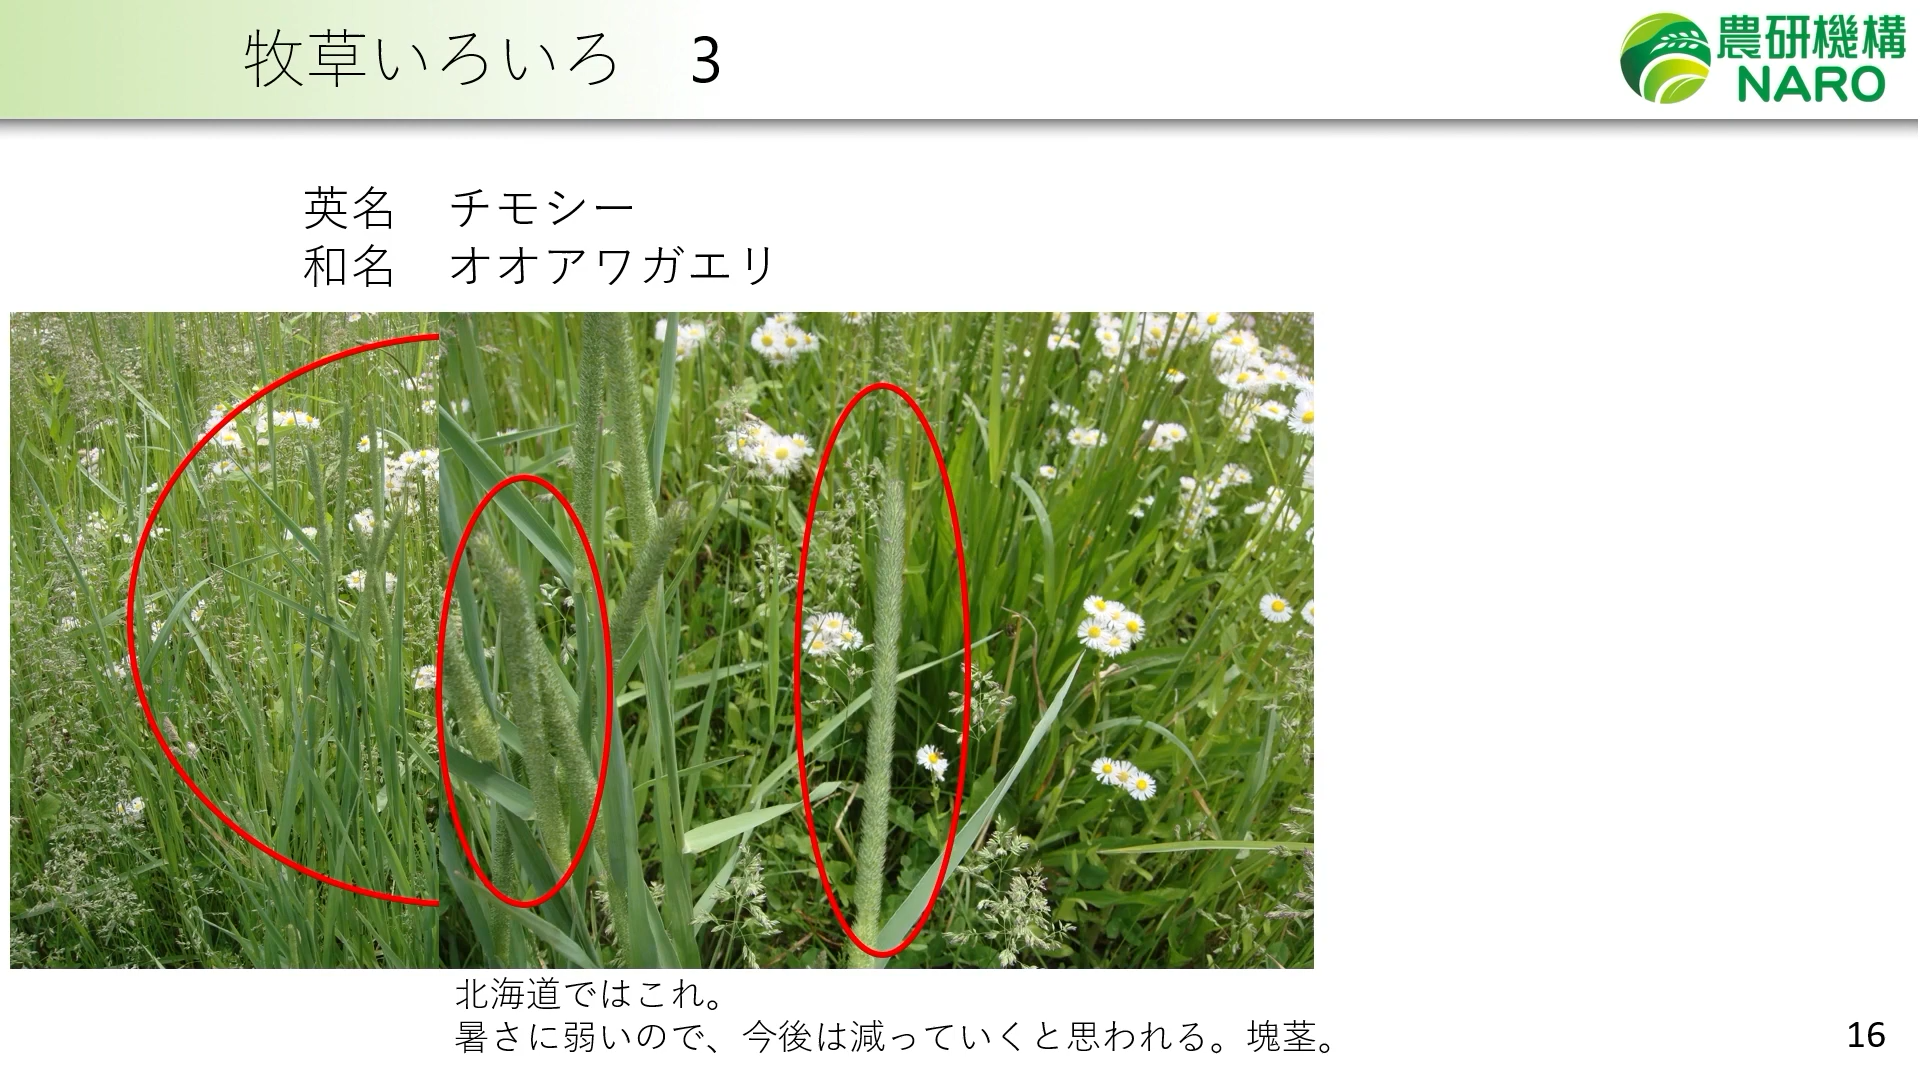 牧草いろいろ　3
農研機構
NARO
英名　チモシー
和名　オオアワガエリ
北海道ではこれ。
暑さに弱いので、今後は減っていくと思われる。塊茎。
16